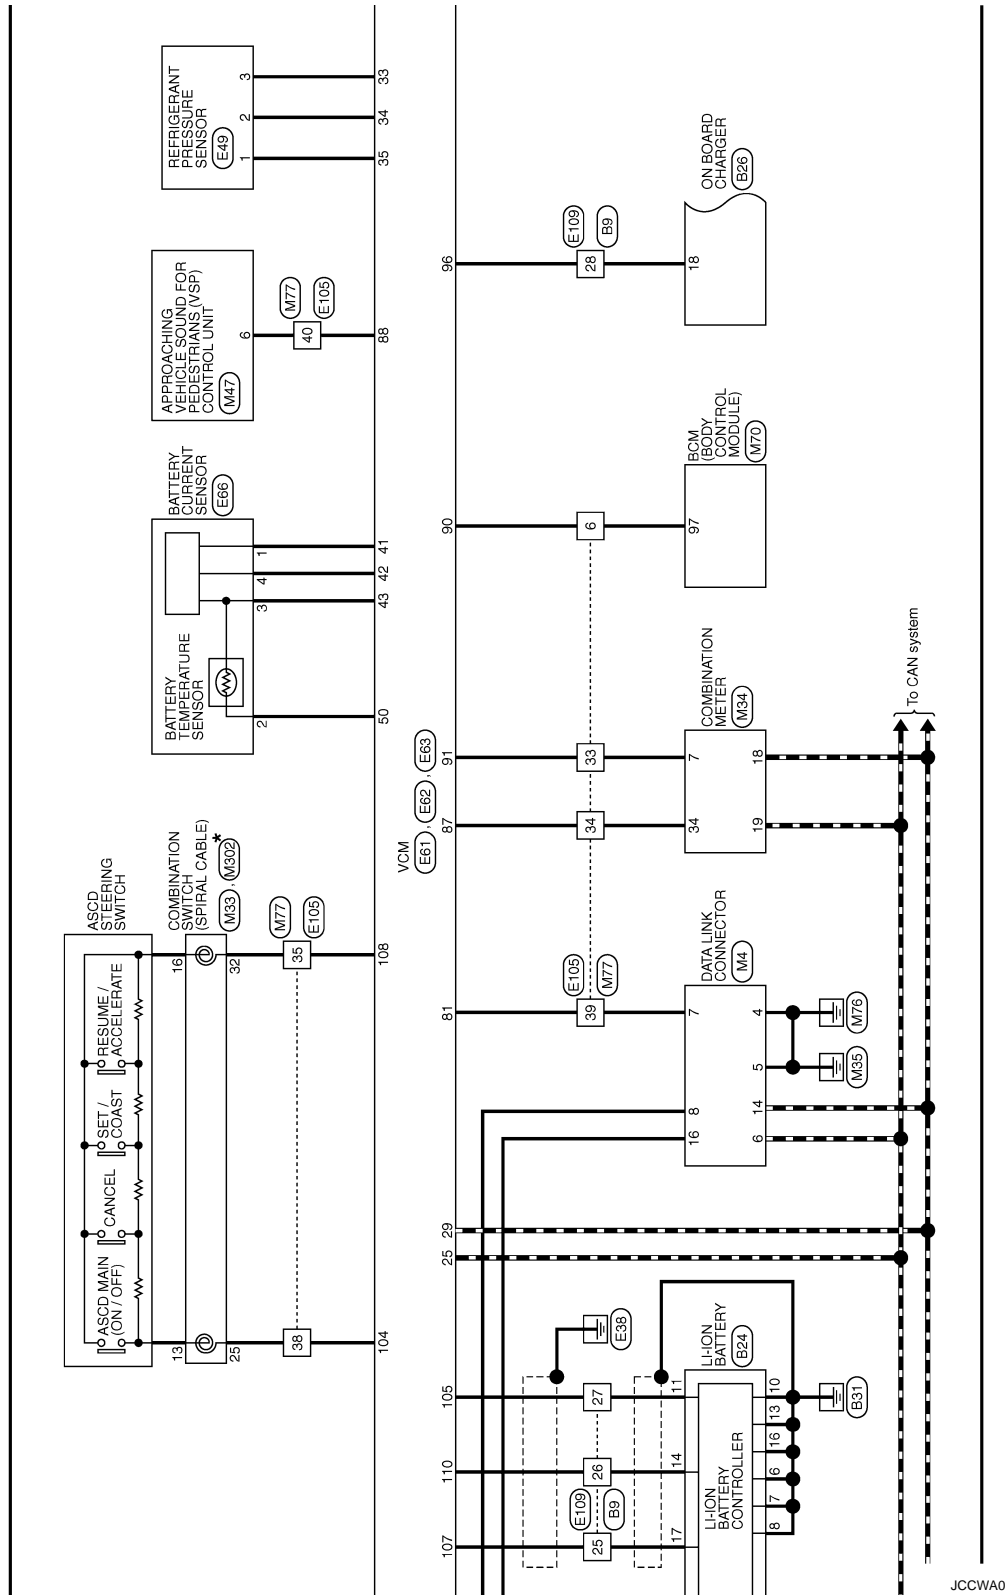 REFRIGERANT
PRESSURE
SENSOR
E49
3
2
1
33
34
35
APPROACHING
VEHICLE SOUND FOR
PEDESTRIANS (VSP)
CONTROL UNIT
M47
6
M77
E105
40
88
BATTERY
CURRENT
SENSOR
E66
BATTERY
TEMPERATURE
SENSOR
1
4
3
2
41
42
43
50
ASCD
STEERING
SWITCH
RESUME /
ACCELERATE
SET /
COAST
CANCEL
ASCD MAIN
(ON / OFF)
COMBINATION
SWITCH
(SPIRAL CABLE)
M33 , M302
*
16
32
13
25
M77
E105
35
38
108
104
VCM
E61 , E62 , E63
96
90
91
87
81
29
25
105
110
107
E109
B9
28
18
ON BOARD
CHARGER
B26
6
97
BCM
(BODY
CONTROL
MODULE)
M70
33
34
7
34
18
19
COMBINATION
METER
M34
To CAN system
E105
M77
39
7
8
16
4
5
14
6
DATA LINK
CONNECTOR
M4
M76
M35
E38
27
26
25
E109
B9
11
14
17
LI-ION
BATTERY
B24
LI-ION
BATTERY
CONTROLLER
10
13
16
6
7
8
B31
JCCWA0